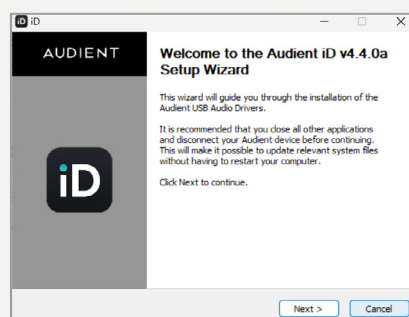 iD
AUDIENT
iD
Welcome to the Audient iD v4.4.0a
Setup Wizard
This wizard will guide you through the installation of the
Audient USB Audio Drivers.
It is recommended that you close all other applications
and disconnect your Audient device before continuing.
This will make it possible to update relevant system files
without having to restart your computer.
Click Next to continue.
Next >
Cancel